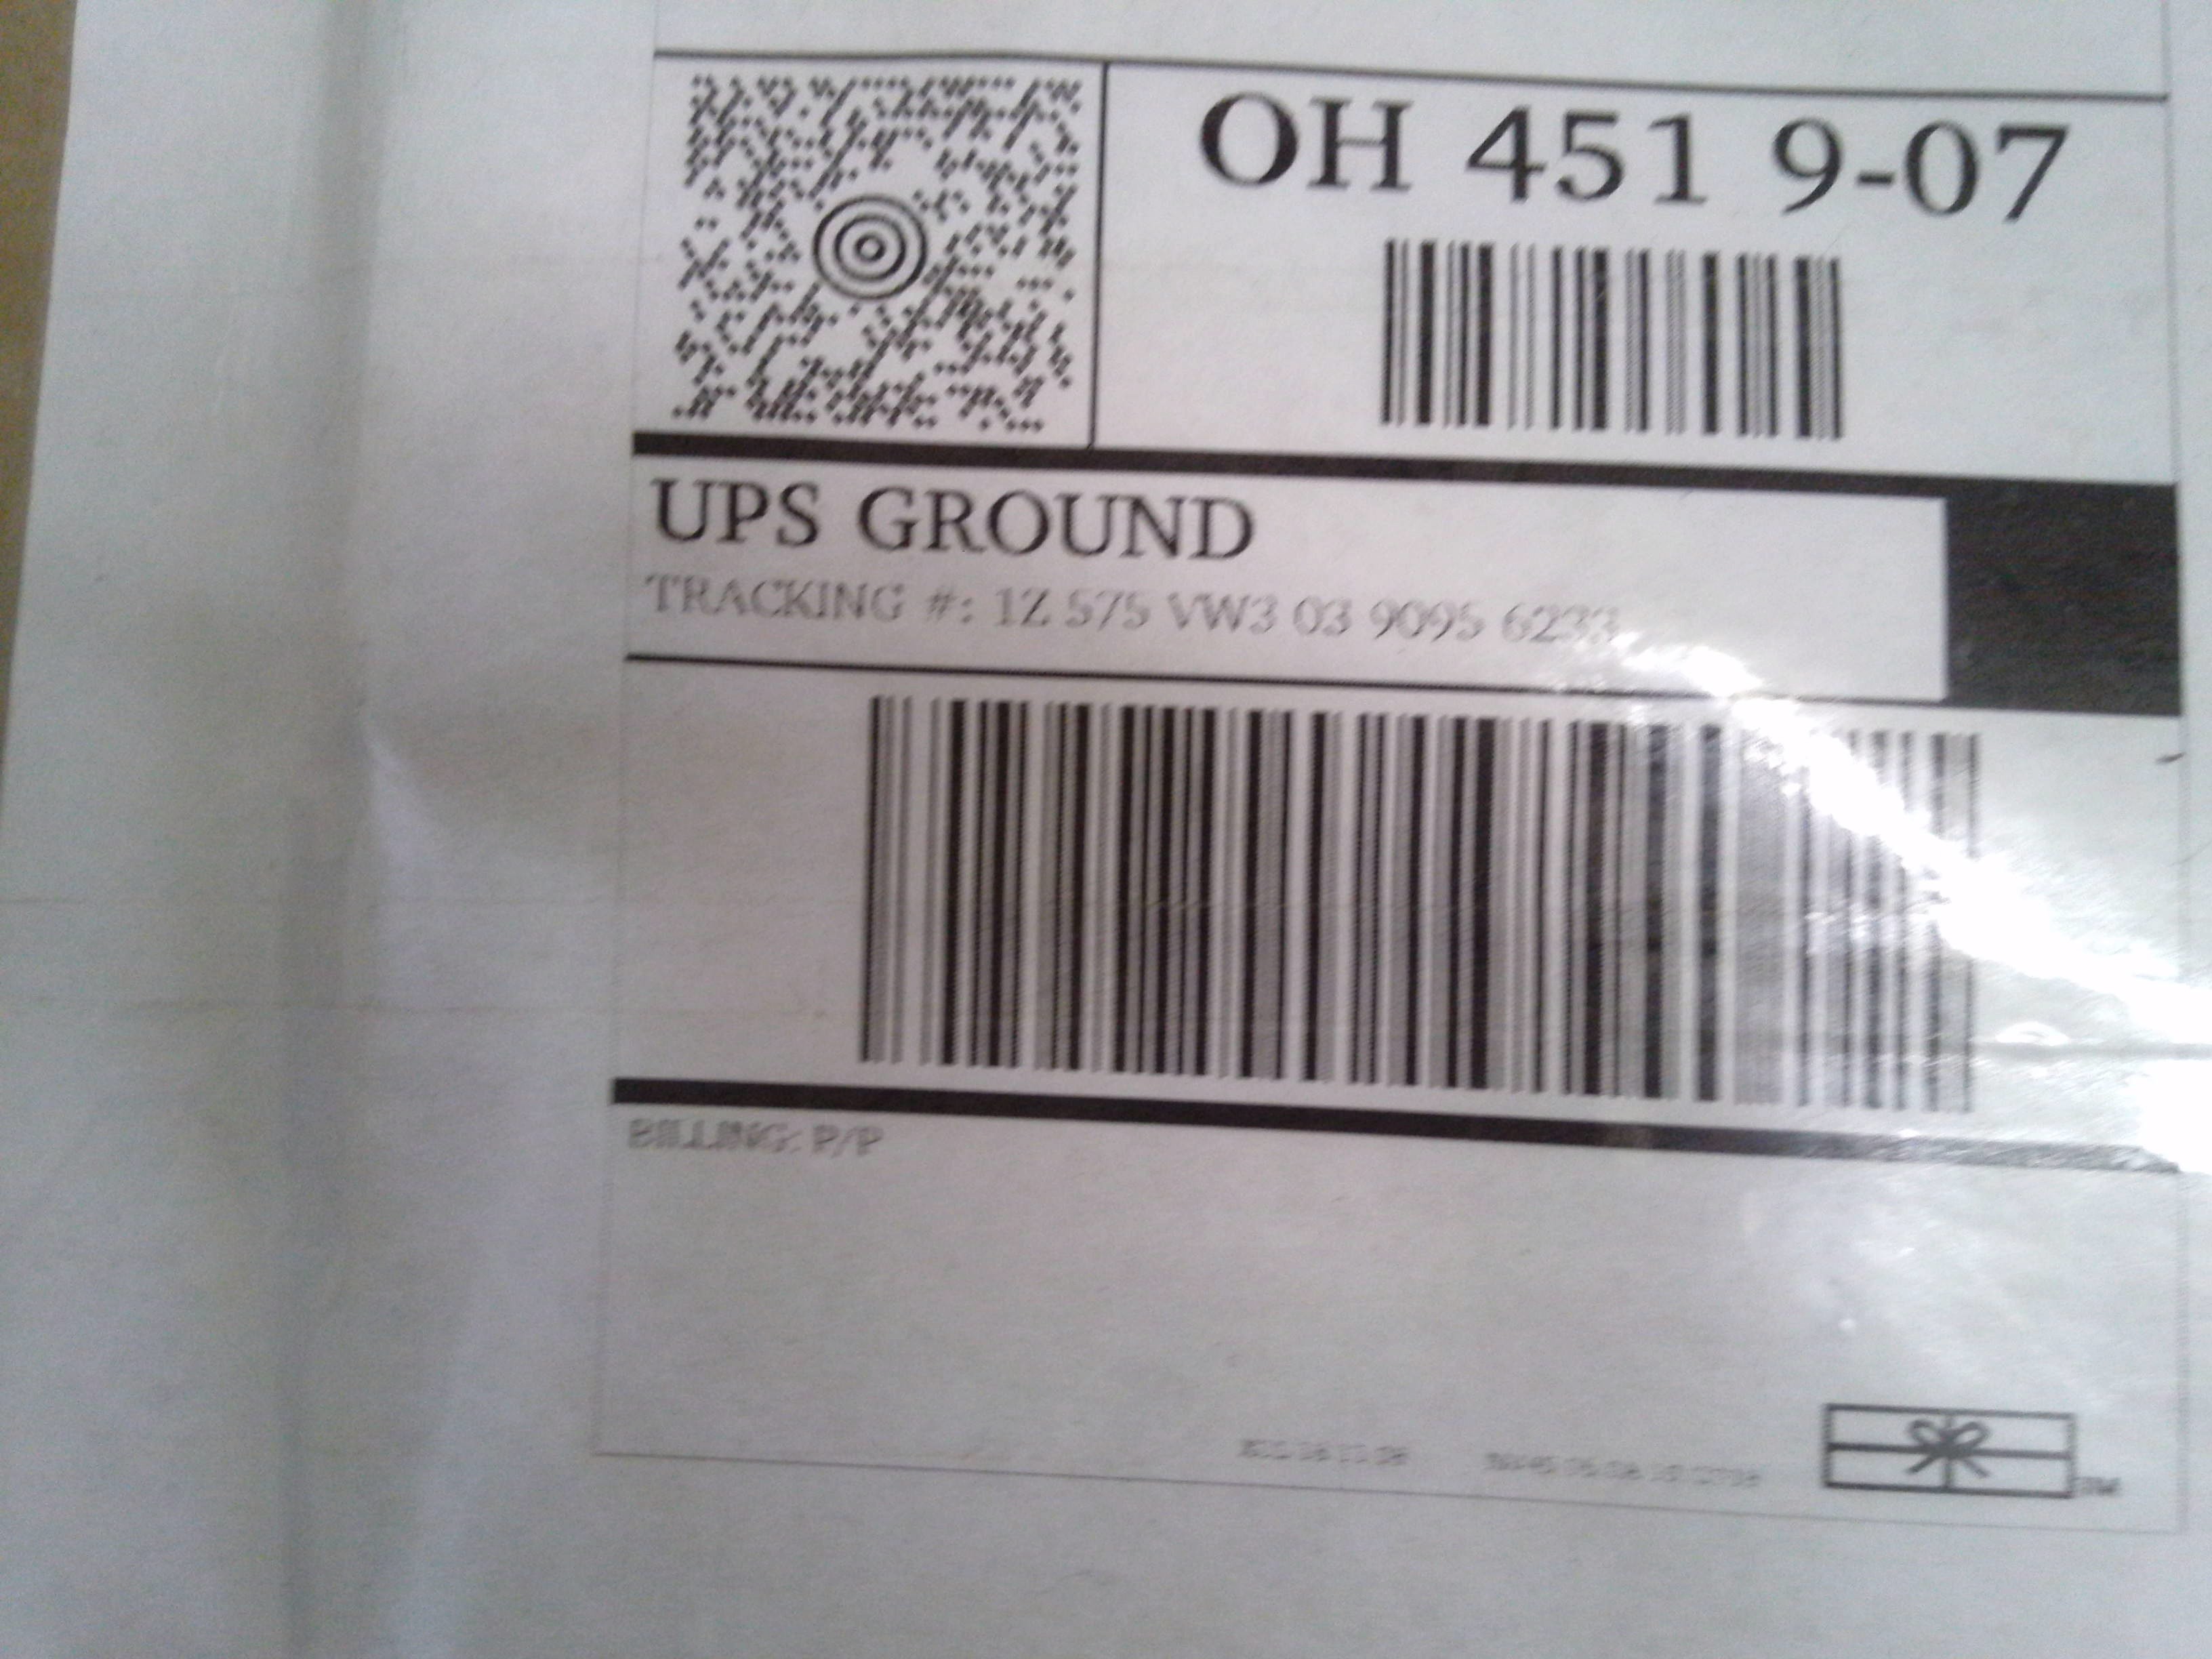 OH 451 9-07
UPS GROUND
TRACKING #: 1Z 575 VW3 03 9095 6233
BILLING: P/P